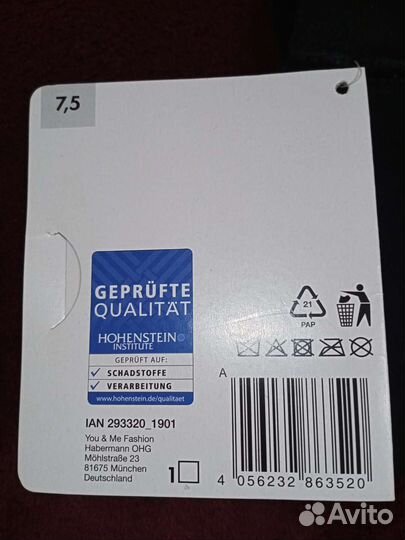 7,5
GEPRÜFTE
QUALITÄT
HOHENSTEIN
INSTITUTE
GEPRÜFT AUF:
SCHADSTOFFE
VERARBEITUNG
www.hohenstein.de/qualitaet
21
PAP
A
IAN 293320_1901
You & Me Fashion
Habermann OHG
Möhlstraße 23
81675 München
Deutschland
1
4 056232 863520
Avito